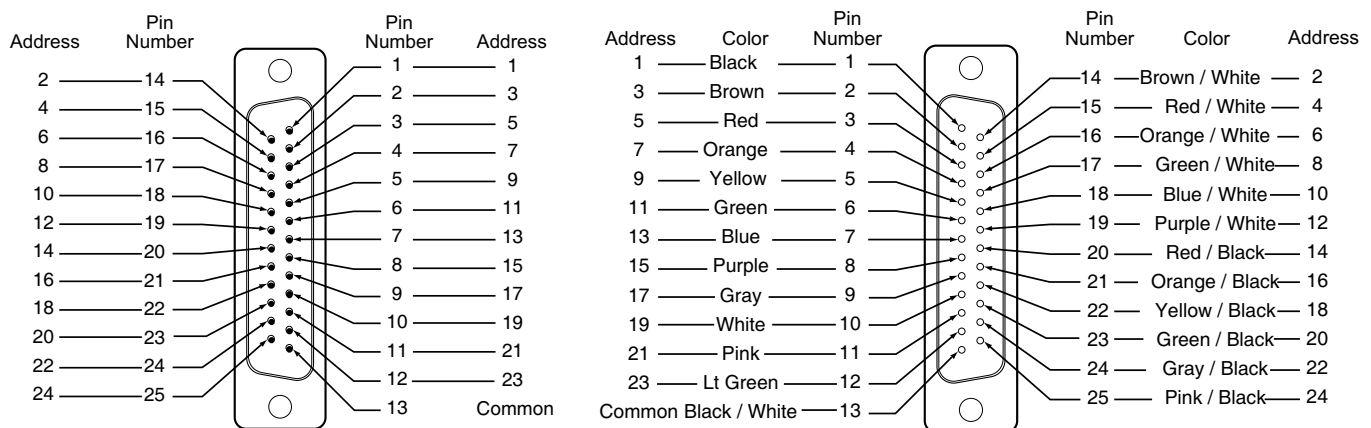 Address Pin Number Pin Number Address
2 14 1 1
4 15 2 3
6 16 3 5
8 17 4 7
10 18 5 9
12 19 6 11
14 20 7 13
16 21 8 15
18 22 9 17
20 23 10 19
22 24 11 21
24 25 12 23
13 Common
Address Color Pin Number Pin Number Color Address
1 Black 1 14 Brown / White 2
3 Brown 2 15 Red / White 4
5 Red 3 16 Orange / White 6
7 Orange 4 17 Green / White 8
9 Yellow 5 18 Blue / White 10
11 Green 6 19 Purple / White 12
13 Blue 7 20 Red / Black 14
15 Purple 8 21 Orange / Black 16
17 Gray 9 22 Yellow / Black 18
19 White 10 23 Green / Black 20
21 Pink 11 24 Gray / Black 22
23 Lt Green 12 25 Pink / Black 24
Common Black / White 13